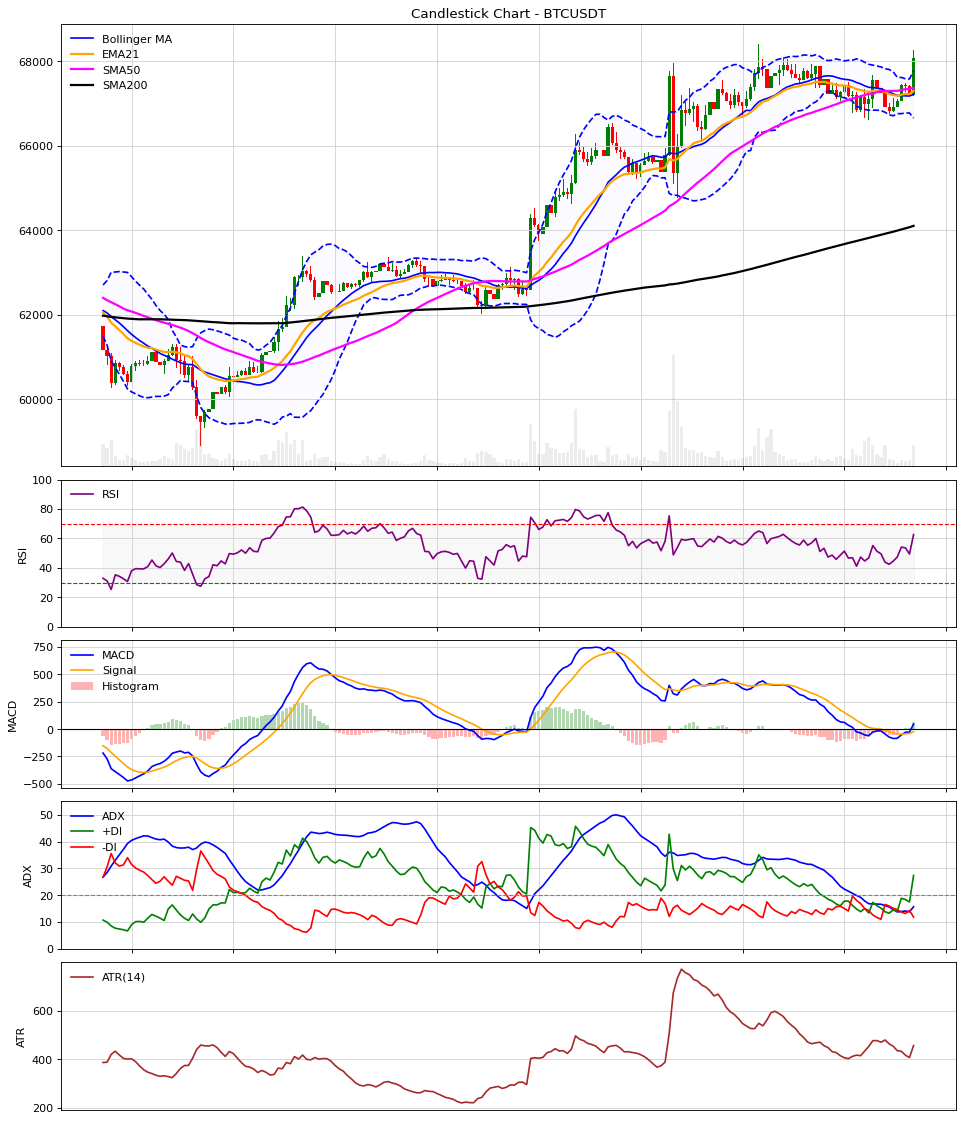 Candlestick Chart - BTCUSDT
Bollinger MA
EMA21
SMA50
SMA200
68000
66000
64000
62000
60000
RSI
100
80
60
40
20
0
RSI
MACD
Signal
Histogram
750
500
250
0
−250
−500
MACD
ADX
+DI
-DI
50
40
30
20
10
0
ADX
ATR(14)
600
400
200
ATR